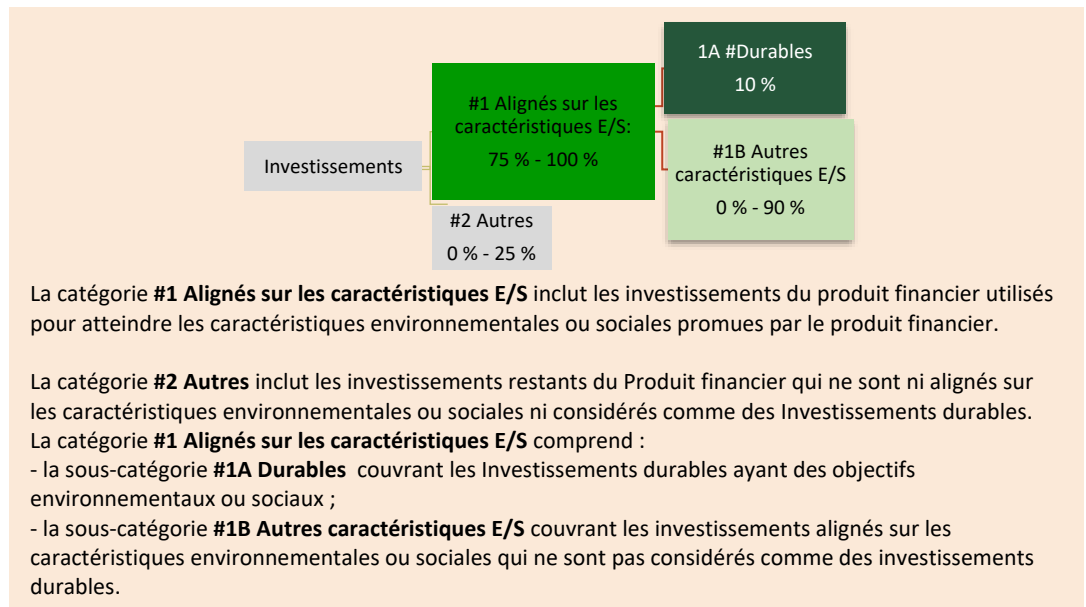 1A #Durables
10 %
#1 Alignés sur les
caractéristiques E/S:
75 % - 100 %
Investissements
#1B Autres
caractéristiques E/S
0 % - 90 %
#2 Autres
0 % - 25 %
La catégorie #1 Alignés sur les caractéristiques E/S inclut les investissements du produit financier utilisés
pour atteindre les caractéristiques environnementales ou sociales promues par le produit financier.
La catégorie #2 Autres inclut les investissements restants du Produit financier qui ne sont ni alignés sur
les caractéristiques environnementales ou sociales ni considérés comme des Investissements durables.
La catégorie #1 Alignés sur les caractéristiques E/S comprend :
- la sous-catégorie #1A Durables couvrant les Investissements durables ayant des objectifs
environnementaux ou sociaux ;
- la sous-catégorie #1B Autres caractéristiques E/S couvrant les investissements alignés sur les
caractéristiques environnementales ou sociales qui ne sont pas considérés comme des investissements
durables.